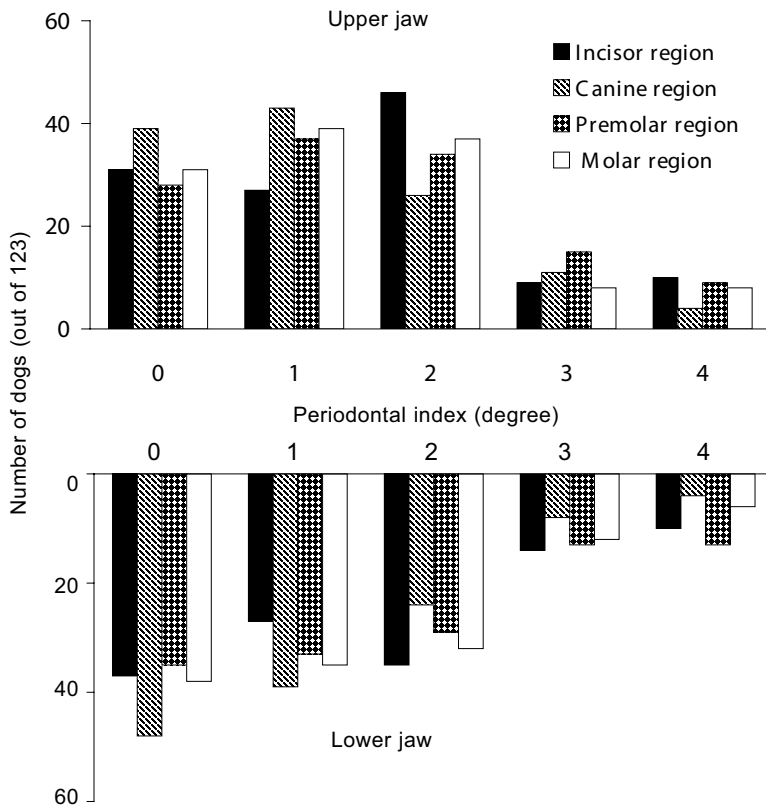 60
Upper jaw
Incisor region
Canine region
40
Premolar region
Molar region
20
0
0 1 2 3 4
Number of dogs (out of 123)
Periodontal index (degree)
0 1 2 3 4
0
20
40
Lower jaw
60